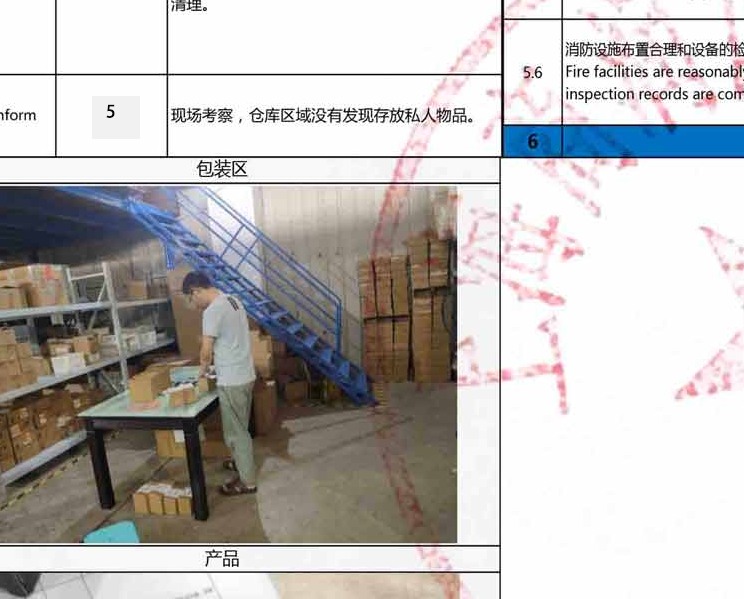 清理。
nform
5
现场考察，仓库区域没有发现存放私人物品。
包装区
产品
消防设施布置合理和设备的检
5.6
Fire facilities are reasonably
inspection records are com
6